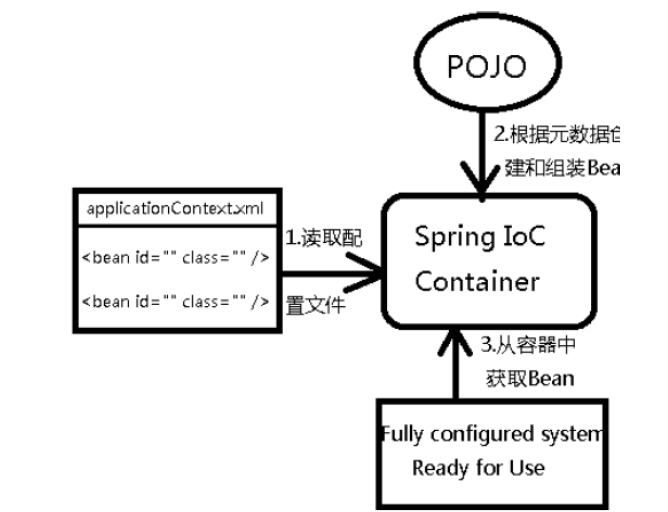 POJO
2.根据元数据
建和组装Bea
applicationContext.xml
<bean id="" class="" />
<bean id="" class="" />
1.读取配
置文件
Spring IoC
Container
3.从容器中
获取Bean
Fully configured system
Ready for Use